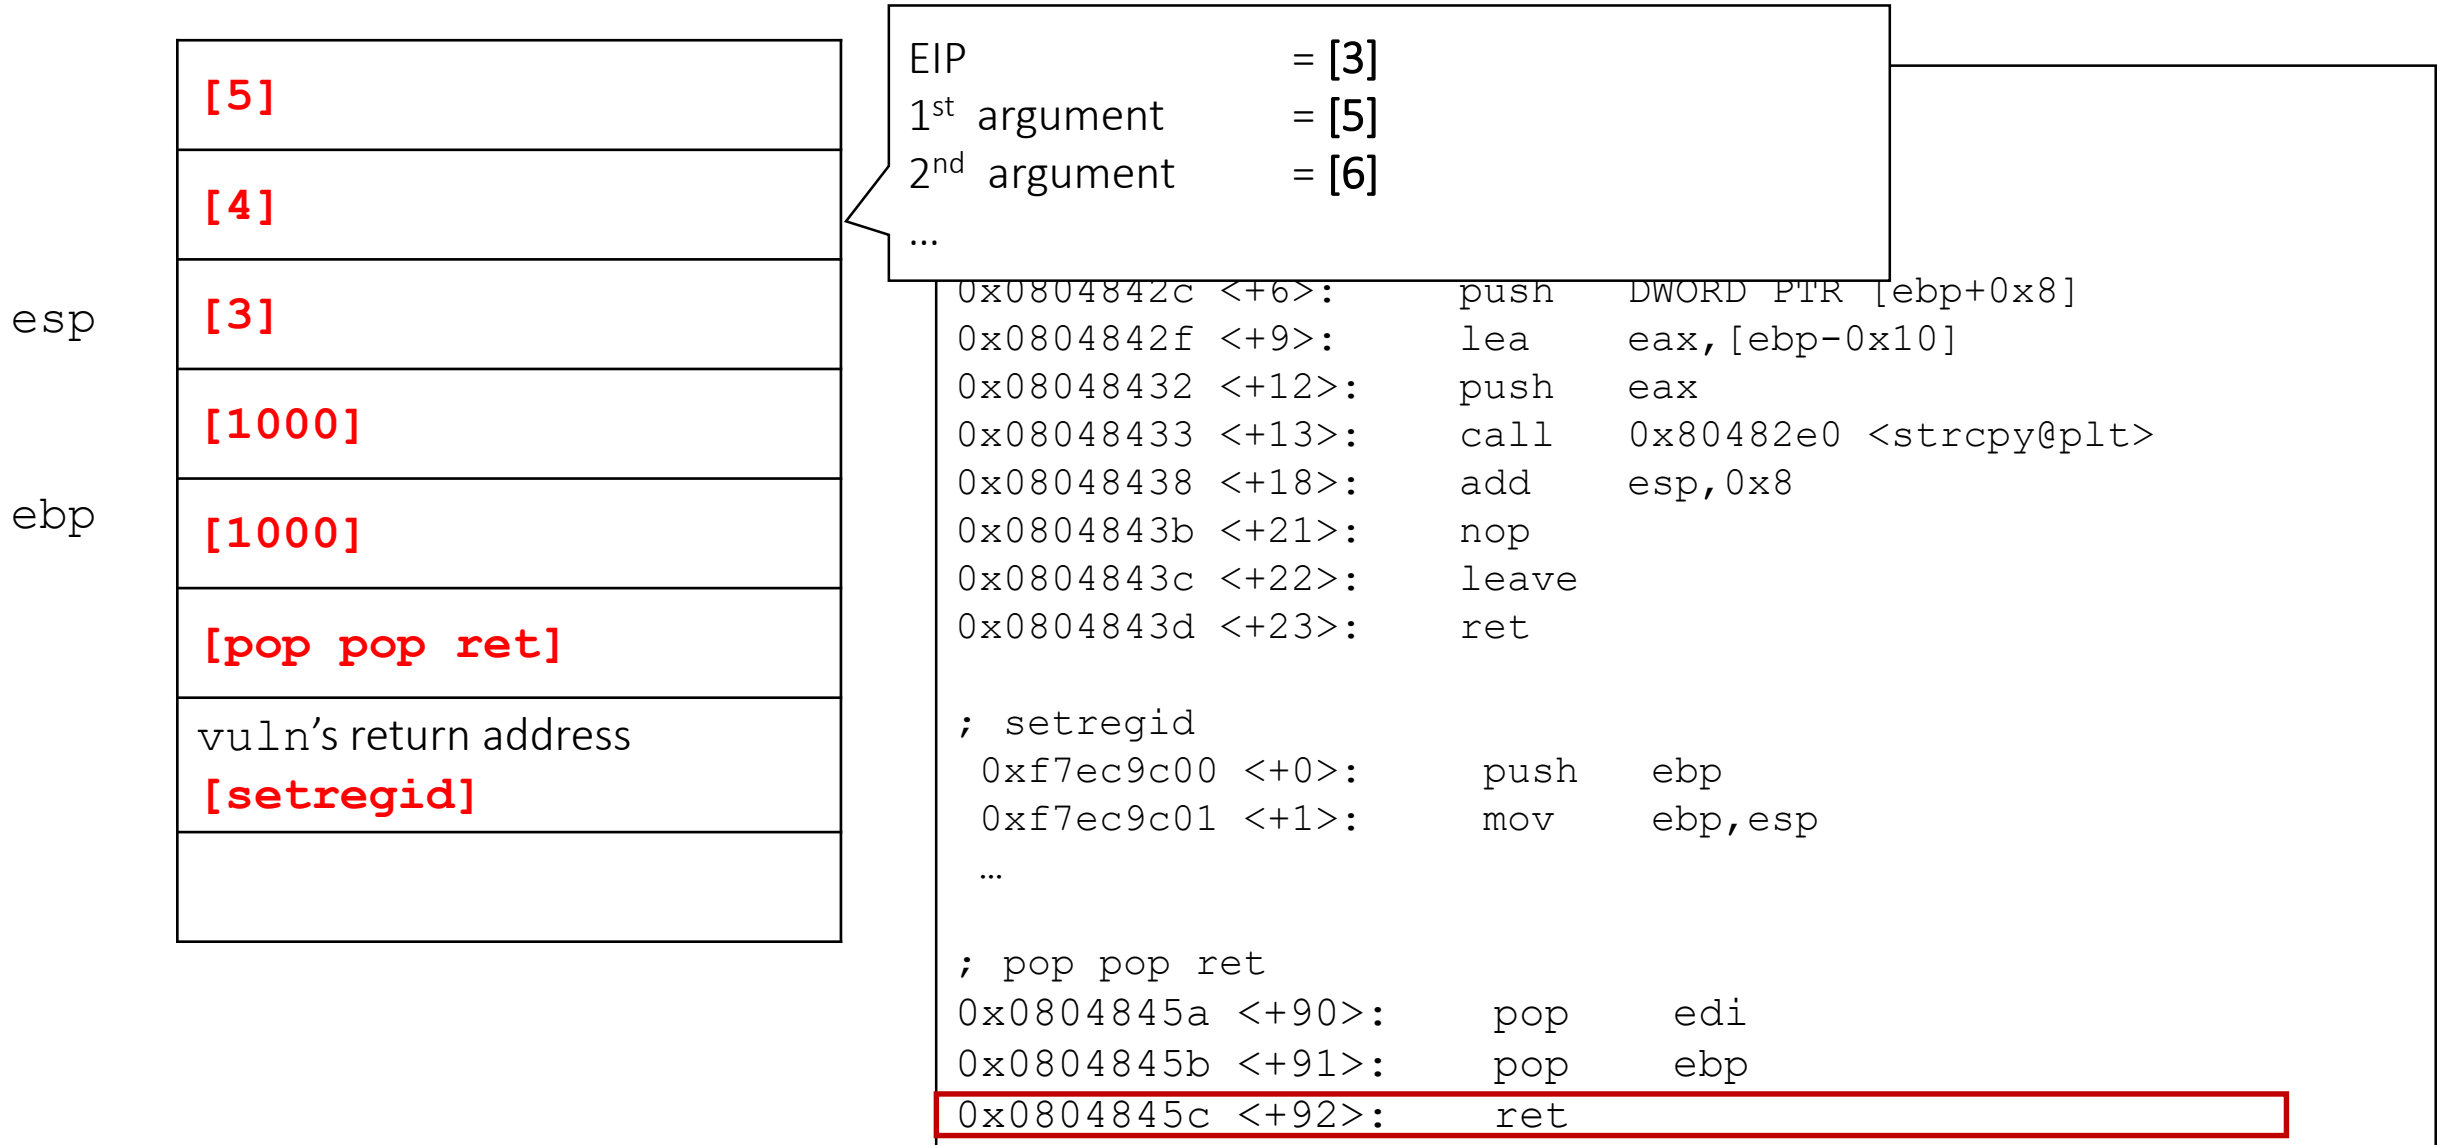 [5]
[4]
esp
[3]
[1000]
ebp
[1000]
[pop pop ret]
vuln’s return address
[setregid]
EIP = [3]
1st argument = [5]
2nd argument = [6]
...
0x0804842c <+6>: push DWORD PTR [ebp+0x8]
0x0804842f <+9>: lea eax,[ebp-0x10]
0x08048432 <+12>: push eax
0x08048433 <+13>: call 0x80482e0 <strcpy@plt>
0x08048438 <+18>: add esp,0x8
0x0804843b <+21>: nop
0x0804843c <+22>: leave
0x0804843d <+23>: ret
; setregid
0xf7ec9c00 <+0>: push ebp
0xf7ec9c01 <+1>: mov ebp,esp
…
; pop pop ret
0x0804845a <+90>: pop edi
0x0804845b <+91>: pop ebp
0x0804845c <+92>: ret